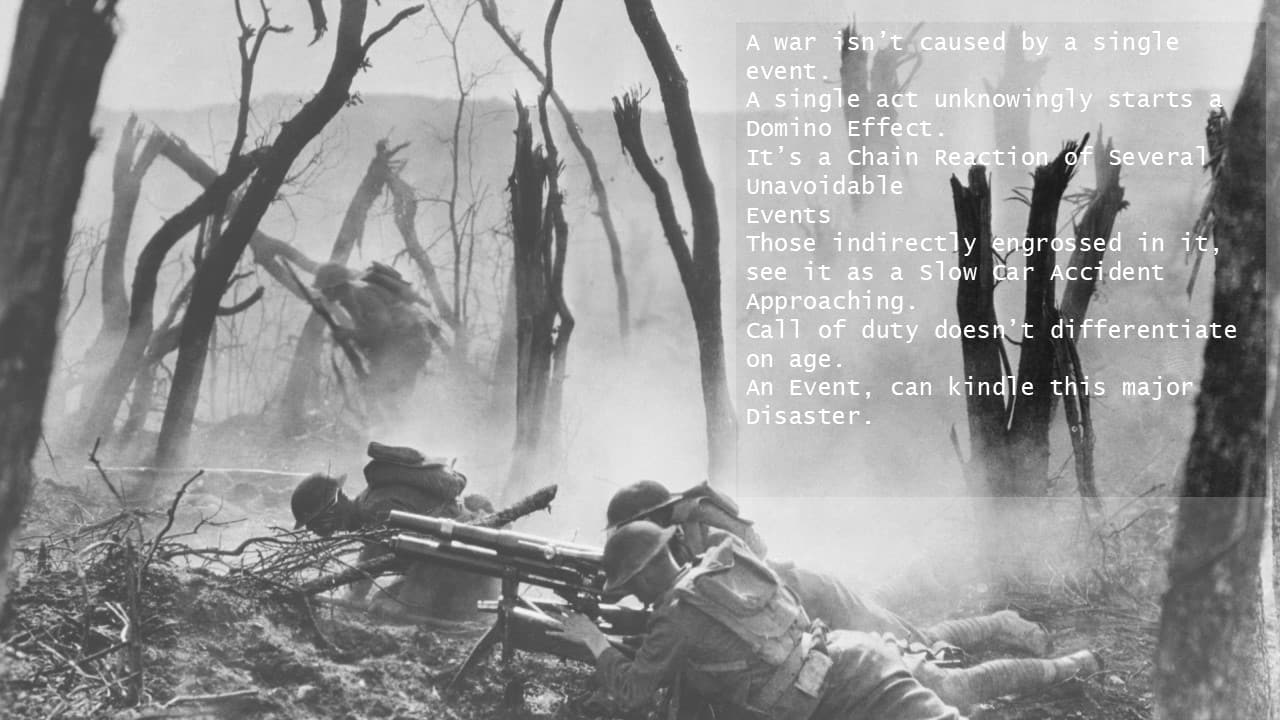 A war isn’t caused by a single
event.
A single act unknowingly starts a
Domino Effect.
It’s a Chain Reaction of Several
Unavoidable
Events
Those indirectly engrossed in it,
see it as a Slow Car Accident
Approaching.
Call of duty doesn’t differentiate
on age.
An Event, can kindle this major
Disaster.